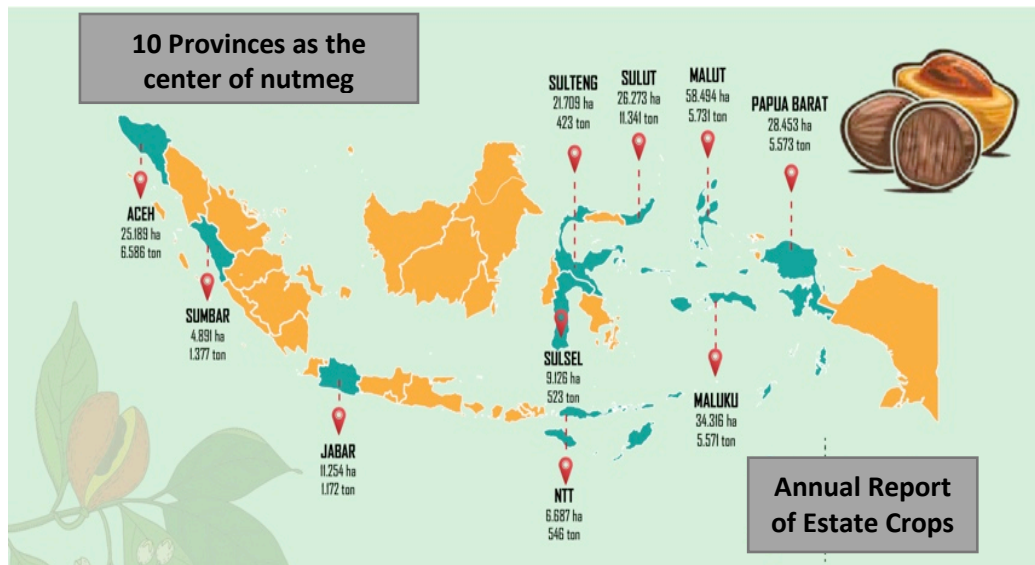 10 Provinces as the
center of nutmeg
SULTENG
21.709 ha
423 ton
SULUT
26.273 ha
11.341 ton
MALUT
58.494 ha
5.731 ton
PAPUA BARAT
28.453 ha
5.573 ton
ACEH
25.189 ha
6.586 ton
SUMBAR
4.891 ha
1.377 ton
JABAR
11.254 ha
1.172 ton
SULSEL
9.126 ha
523 ton
NTT
6.687 ha
546 ton
MALUKU
34.316 ha
5.571 ton
Annual Report
of Estate Crops